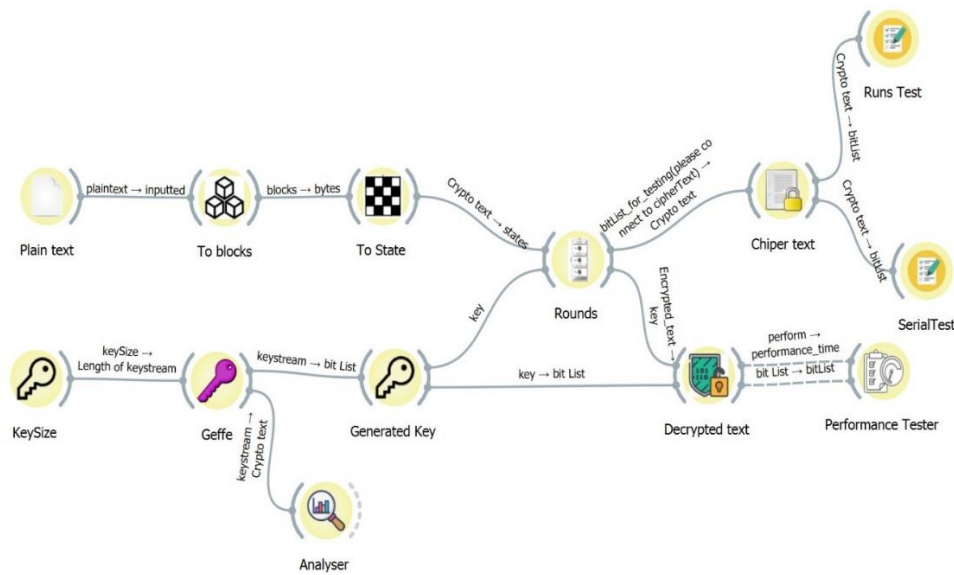 Runs Test
Crypto text → bitList
plaintext → inputted
blocks → bytes
Crypto text → states
bitList_for_testing(please co
nnect to cipherText) →
Crypto text
Crypto text → bitList
Plain text
To blocks
To State
Rounds
Chiper text
SerialTest
key
Encrypted_text →
key
keySize →
Length of keystream
keystream → bit List
key → bit List
perform →
performance_time
bit List → bitList
KeySize
Geffe
Generated Key
Decrypted text
Performance Tester
keystream →
Crypto text
Analyser